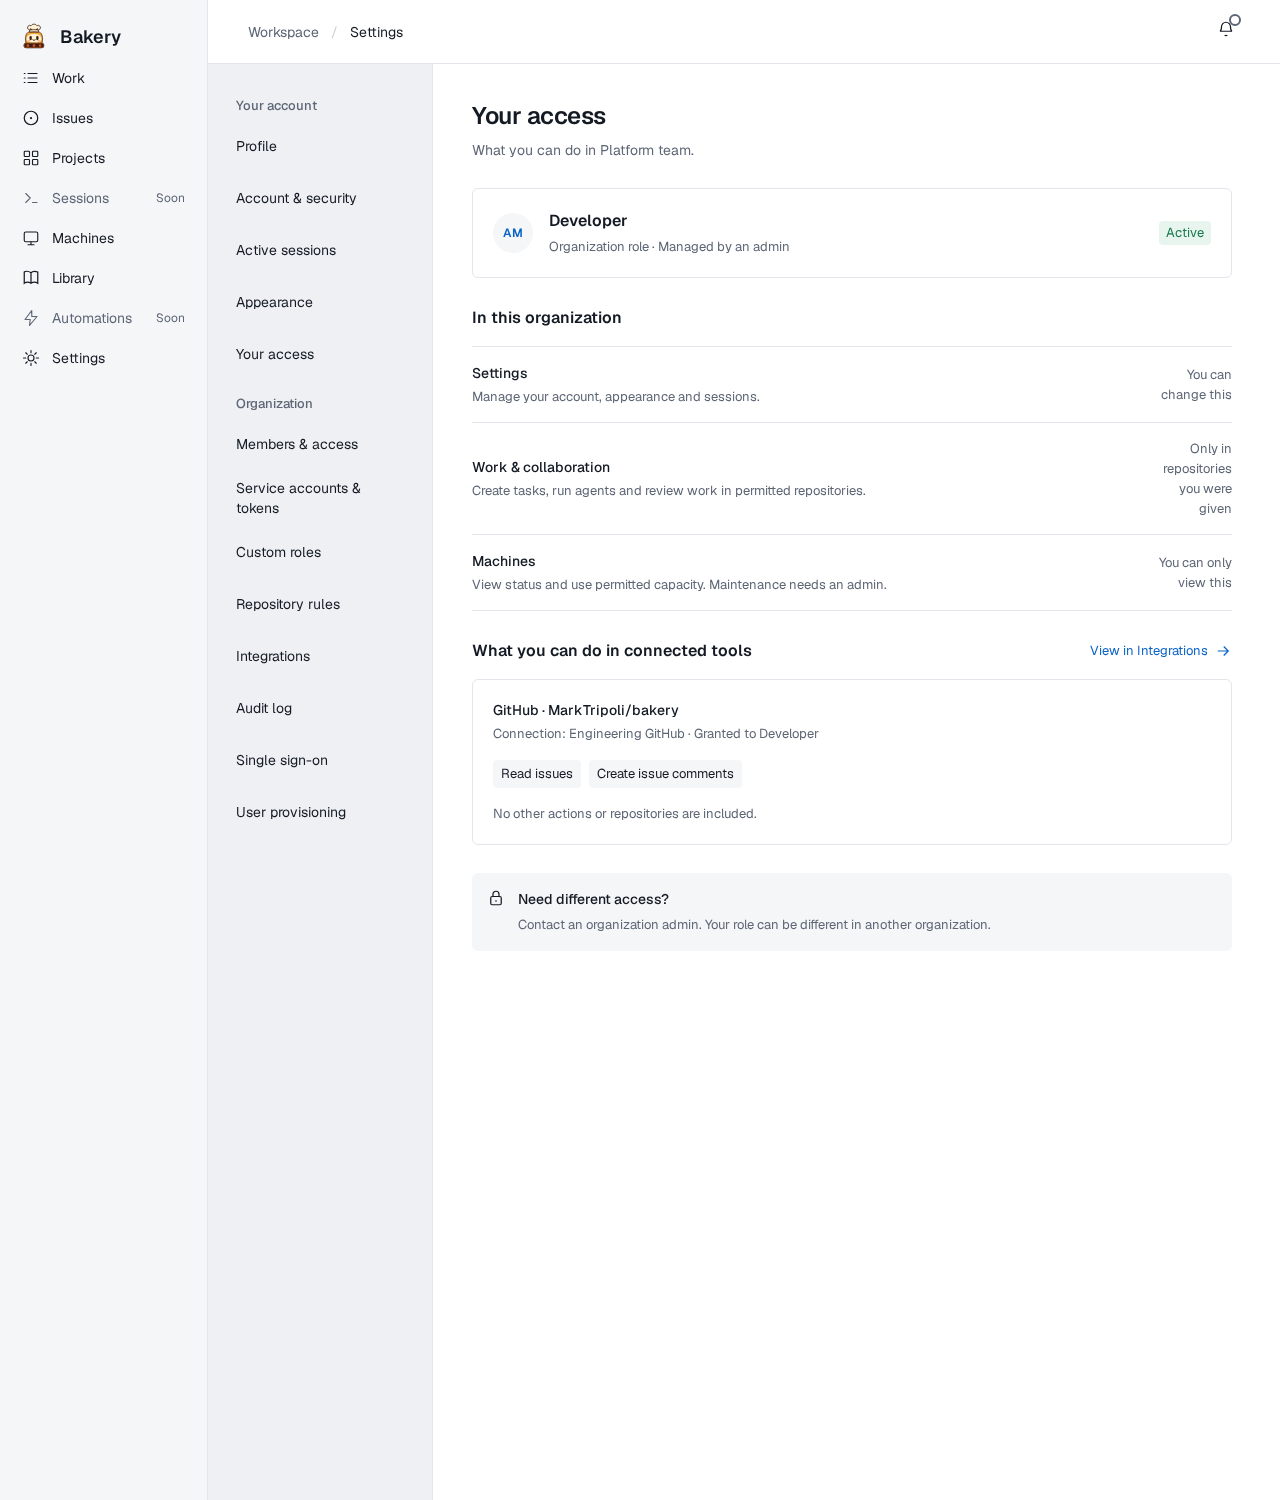 Bakery
Work
Issues
Projects
Sessions Soon
Machines
Library
Automations Soon
Settings
Workspace / Settings
Your account
Profile
Account & security
Active sessions
Appearance
Your access
Organization
Members & access
Service accounts &
tokens
Custom roles
Repository rules
Integrations
Audit log
Single sign-on
User provisioning
Your access
What you can do in Platform team.
AM
Developer
Organization role · Managed by an admin
Active
In this organization
Settings
Manage your account, appearance and sessions.
You can
change this
Work & collaboration
Create tasks, run agents and review work in permitted repositories.
Only in
repositories
you were
given
Machines
View status and use permitted capacity. Maintenance needs an admin.
You can only
view this
What you can do in connected tools
View in Integrations →
GitHub · MarkTripoli/bakery
Connection: Engineering GitHub · Granted to Developer
Read issues
Create issue comments
No other actions or repositories are included.
Need different access?
Contact an organization admin. Your role can be different in another organization.